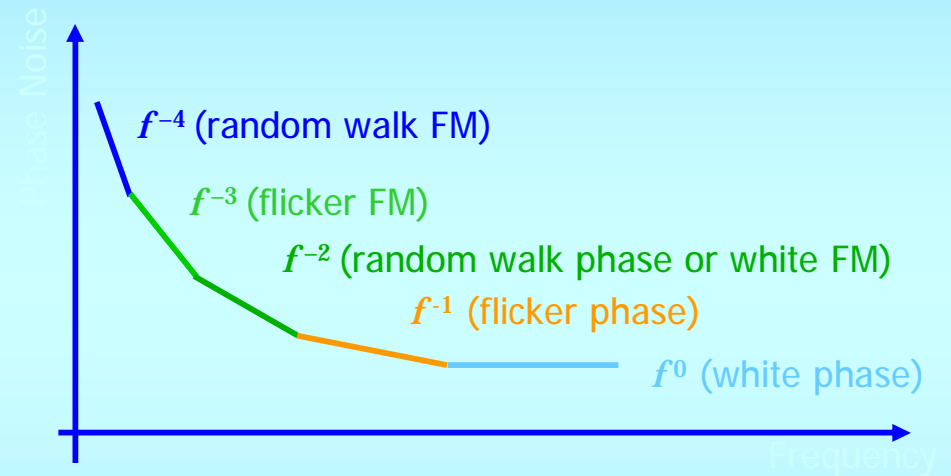 Phase Noise
f⁻⁴ (random walk FM)
f⁻³ (flicker FM)
f⁻² (random walk phase or white FM)
f⁻¹ (flicker phase)
f⁰ (white phase)
Frequency